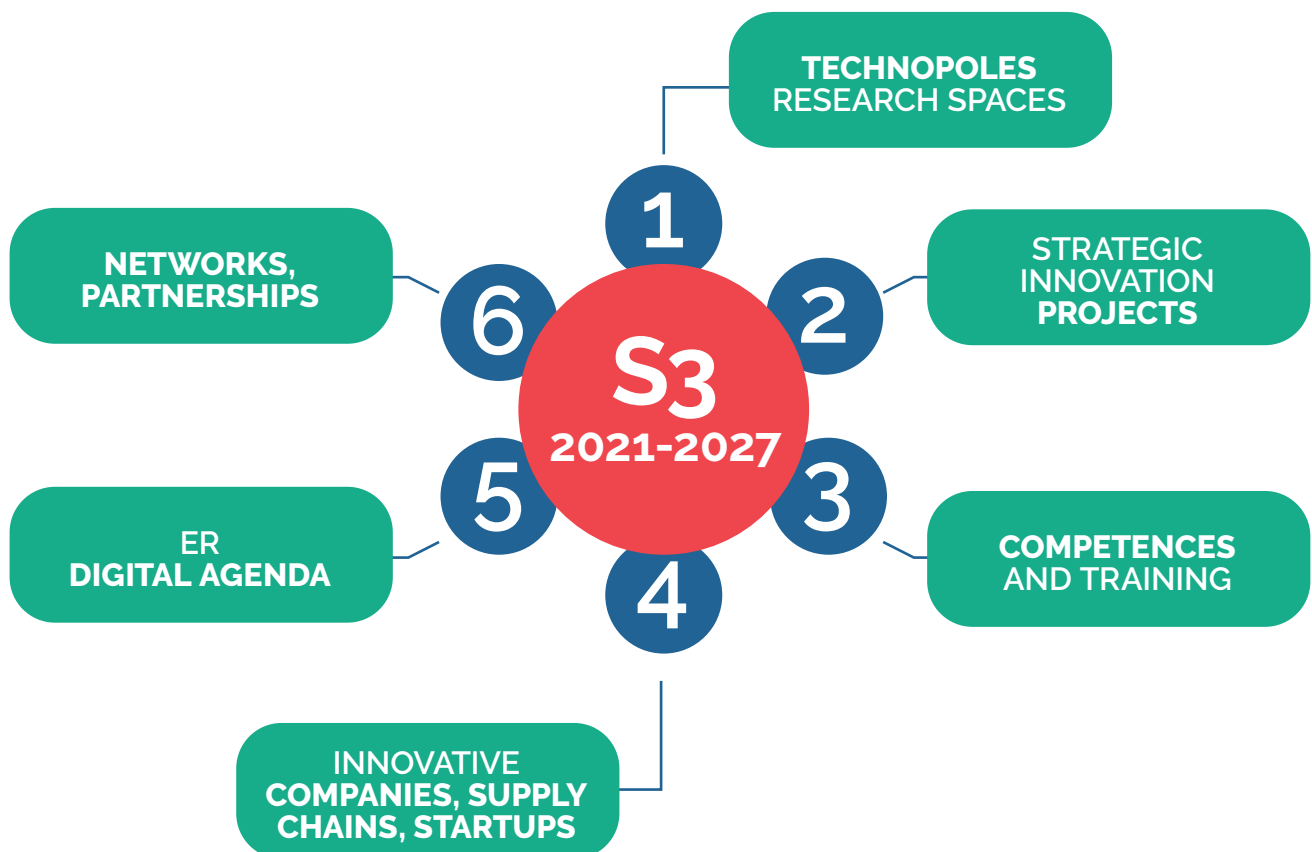 TECHNOPOLES
RESEARCH SPACES
1
NETWORKS,
PARTNERSHIPS
6
2
STRATEGIC
INNOVATION
PROJECTS
S3
2021-2027
5
3
ER
DIGITAL AGENDA
COMPETENCES
AND TRAINING
4
INNOVATIVE
COMPANIES, SUPPLY
CHAINS, STARTUPS